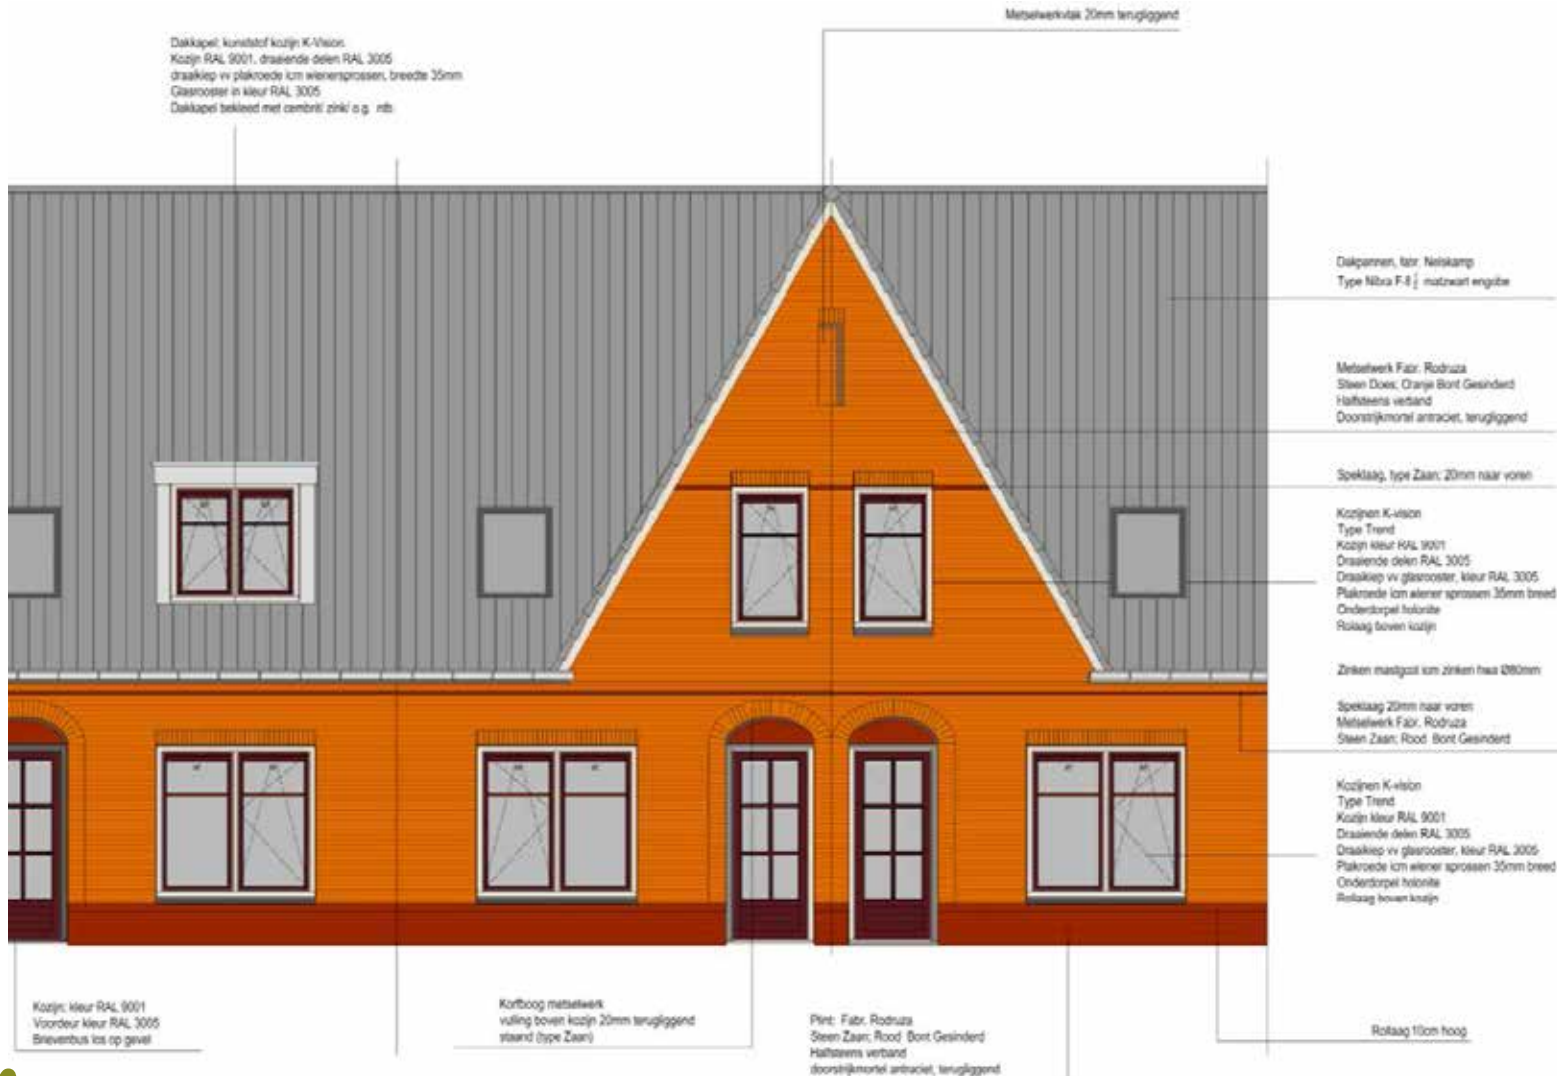 Metselwerkvlak 20mm terugliggend
Dakkapel: kunststof kozijn K-Vision
Kozijn RAL 9001, draaiende delen RAL 3005
draaikiep vv plakroede icm wienersprossen, breedte 35mm
Glasrooster in kleur RAL 3005
Dakkapel bekleed met cembrit/ zink/ o.g. ntb
Dakpannen, fabr. Nelskamp
Type Nibra F-8 ½ matzwart engobe
Metselwerk Fabr. Rodruza
Steen Does; Oranje Bont Gesinderd
Halfsteens verband
Doorstrijkmortel antraciet, terugliggend
Speklaag, type Zaan; 20mm naar voren
Kozijnen K-vision
Type Trend
Kozijn kleur RAL 9001
Draaiende delen RAL 3005
Draaikiep vv glasrooster, kleur RAL 3005
Plakroede icm wiener sprossen 35mm breed
Onderdorpel holonite
Rolaag boven kozijn
Zinken mastgoot icm zinken hwa Ø80mm
Speklaag 20mm naar voren
Metselwerk Fabr. Rodruza
Steen Zaan; Rood Bont Gesinderd
Kozijnen K-vision
Type Trend
Kozijn kleur RAL 9001
Draaiende delen RAL 3005
Draaikiep vv glasrooster, kleur RAL 3005
Plakroede icm wiener sprossen 35mm breed
Onderdorpel holonite
Rollaag boven kozijn
Kozijn; kleur RAL 9001
Voordeur kleur RAL 3005
Brievenbus los op gevel
Korfboog metselwerk
vulling boven kozijn 20mm terugliggend
staand (type Zaan)
Plint: Fabr. Rodruza
Steen Zaan; Rood Bont Gesinderd
Halfsteens verband
doorstrijkmortel antraciet, terugliggend
Rollaag 10cm hoog